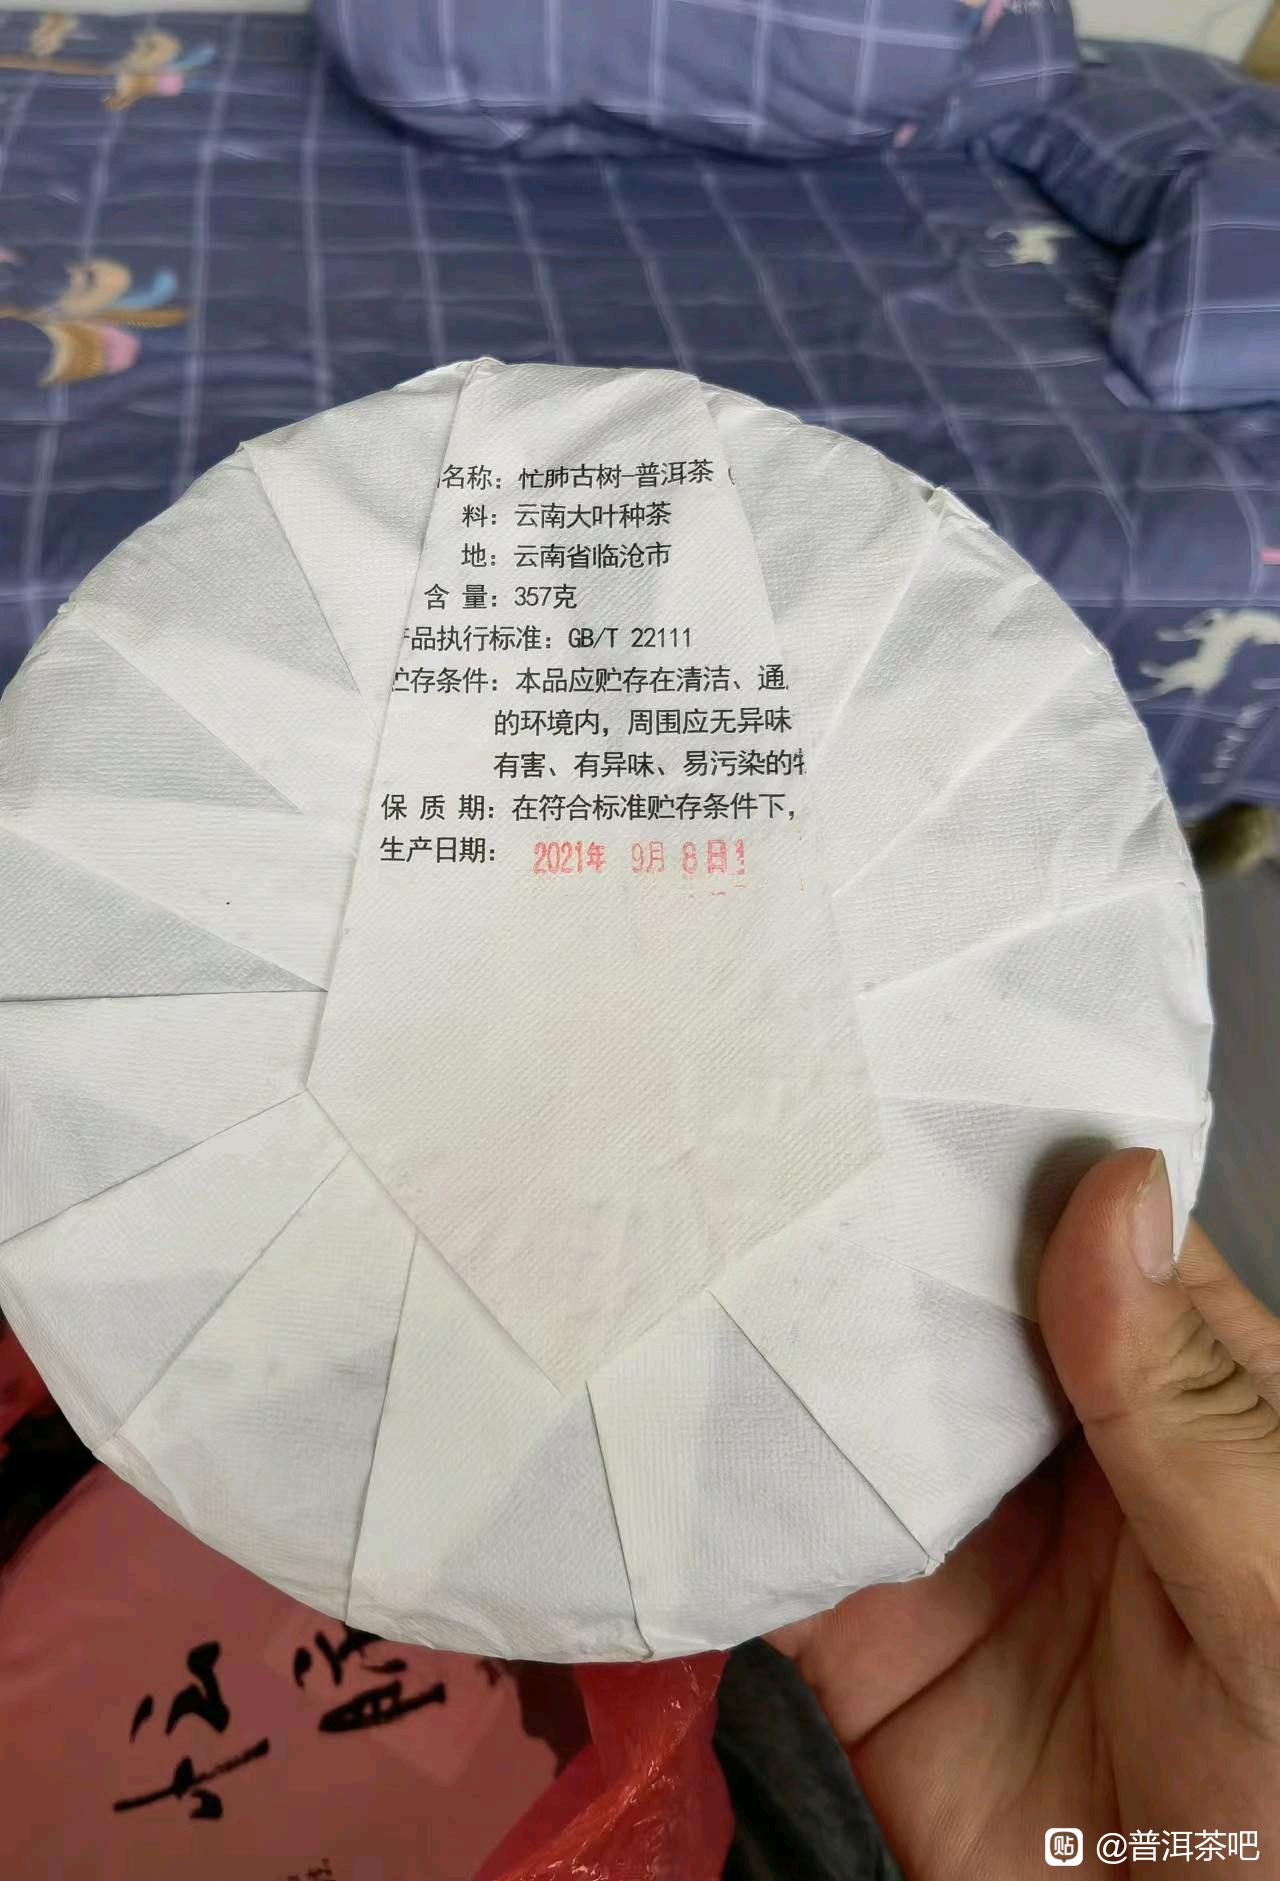 名称：忙肺古树-普洱茶（
料：云南大叶种茶
地：云南省临沧市
含 量：357克
品执行标准：GB/T 22111
贮存条件：本品应贮存在清洁、通
的环境内，周围应无异味
有害、有异味、易污染的
保 质 期：在符合标准贮存条件下，
生产日期： 2021年 9月 8日
贴 @普洱茶吧